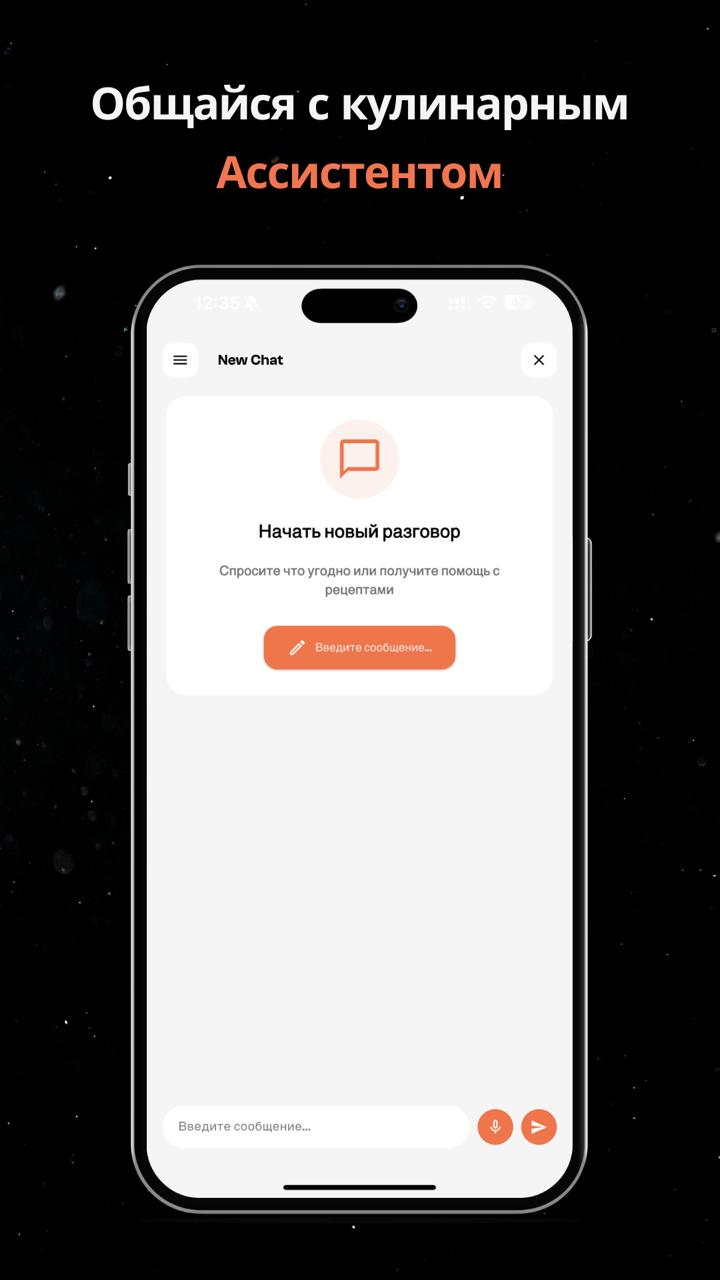 Общайся с кулинарным
Ассистентом
12:35
New Chat
Начать новый разговор
Спросите что угодно или получите помощь с
рецептами
Введите сообщение...
Введите сообщение...